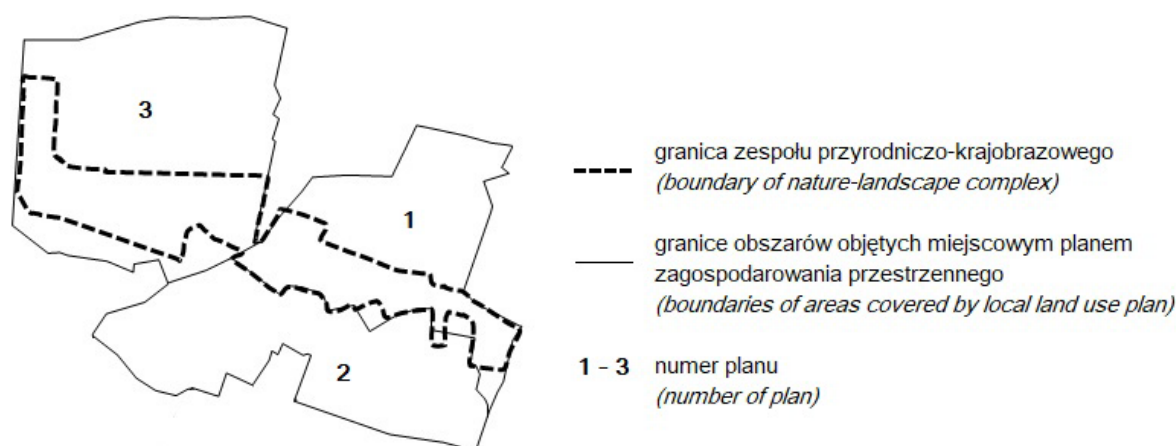 3
1
2
granica zespołu przyrodniczo-krajobrazowego
(boundary of nature-landscape complex)
granice obszarów objętych miejscowym planem
zagospodarowania przestrzennego
(boundaries of areas covered by local land use plan)
1 - 3 numer planu
(number of plan)